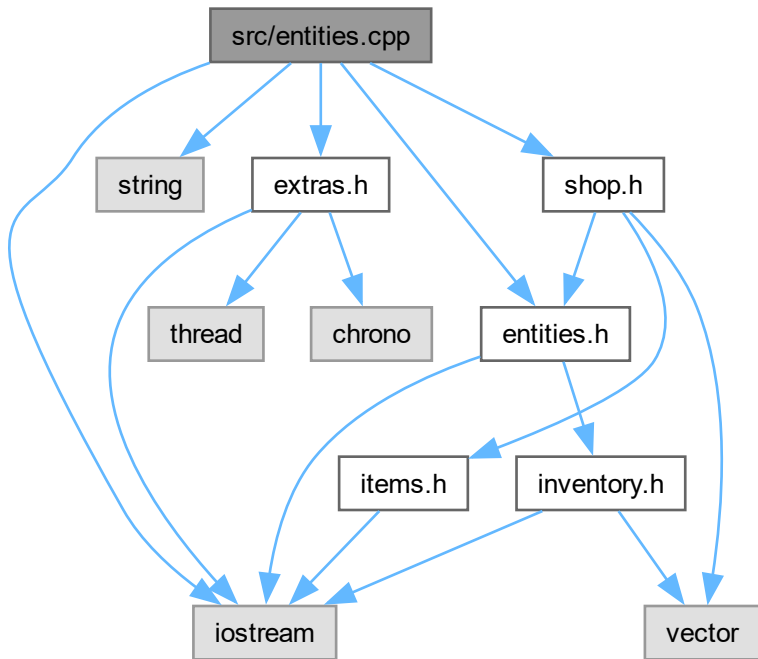 src/entities.cpp
string
extras.h
shop.h
thread
chrono
entities.h
items.h
inventory.h
iostream
vector